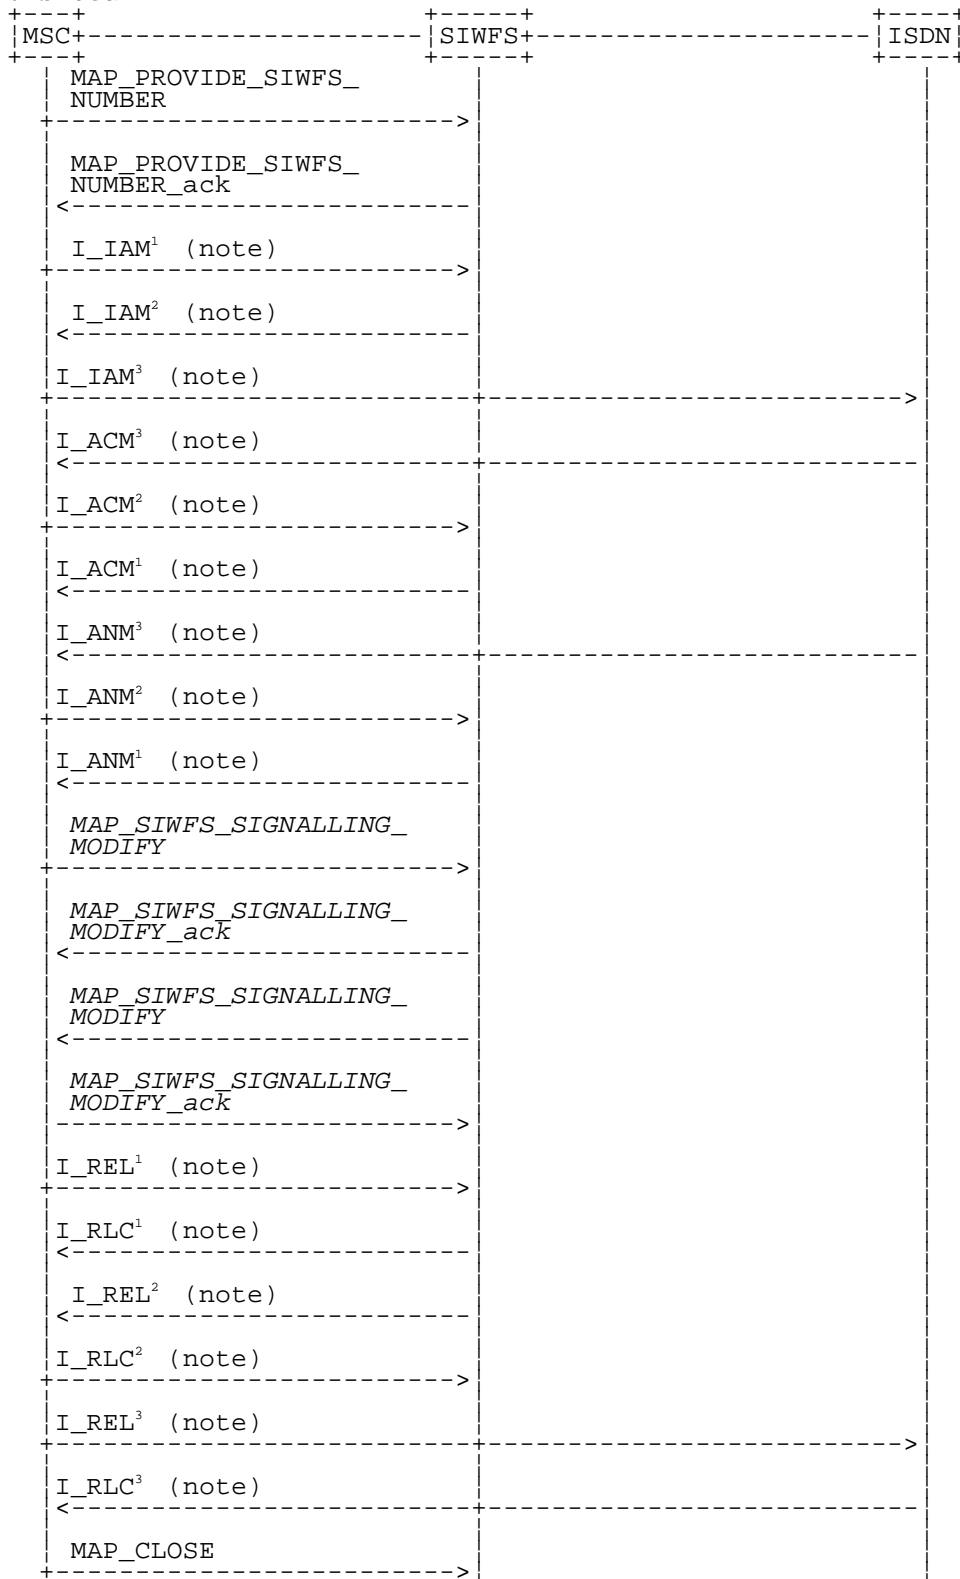 MSC SIWFS ISDN
MAP_PROVIDE_SIWFS_
NUMBER
MAP_PROVIDE_SIWFS_
NUMBER_ack
I_IAM¹ (note)
I_IAM² (note)
I_IAM³ (note)
I_ACM³ (note)
I_ACM² (note)
I_ACM¹ (note)
I_ANM³ (note)
I_ANM² (note)
I_ANM¹ (note)
MAP_SIWFS_SIGNALLING_
MODIFY
MAP_SIWFS_SIGNALLING_
MODIFY_ack
MAP_SIWFS_SIGNALLING_
MODIFY
MAP_SIWFS_SIGNALLING_
MODIFY_ack
I_REL¹ (note)
I_RLC¹ (note)
I_REL² (note)
I_RLC² (note)
I_REL³ (note)
I_RLC³ (note)
MAP_CLOSE